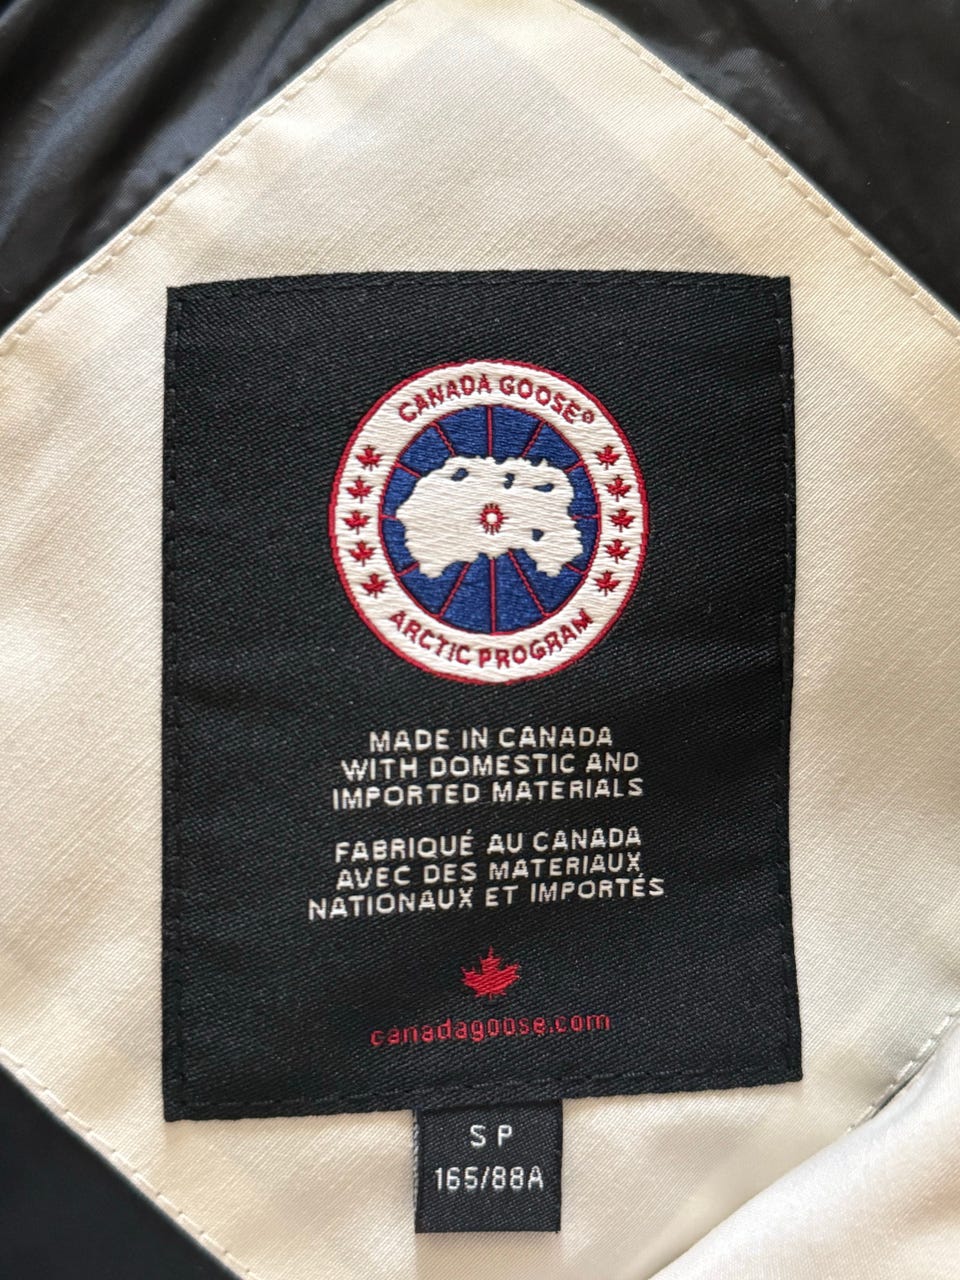 CANADA GOOSE®
ARCTIC PROGRAM
MADE IN CANADA
WITH DOMESTIC AND
IMPORTED MATERIALS
FABRIQUÉ AU CANADA
AVEC DES MATERIAUX
NATIONAUX ET IMPORTÉS
canadagoose.com
S P
165/88A